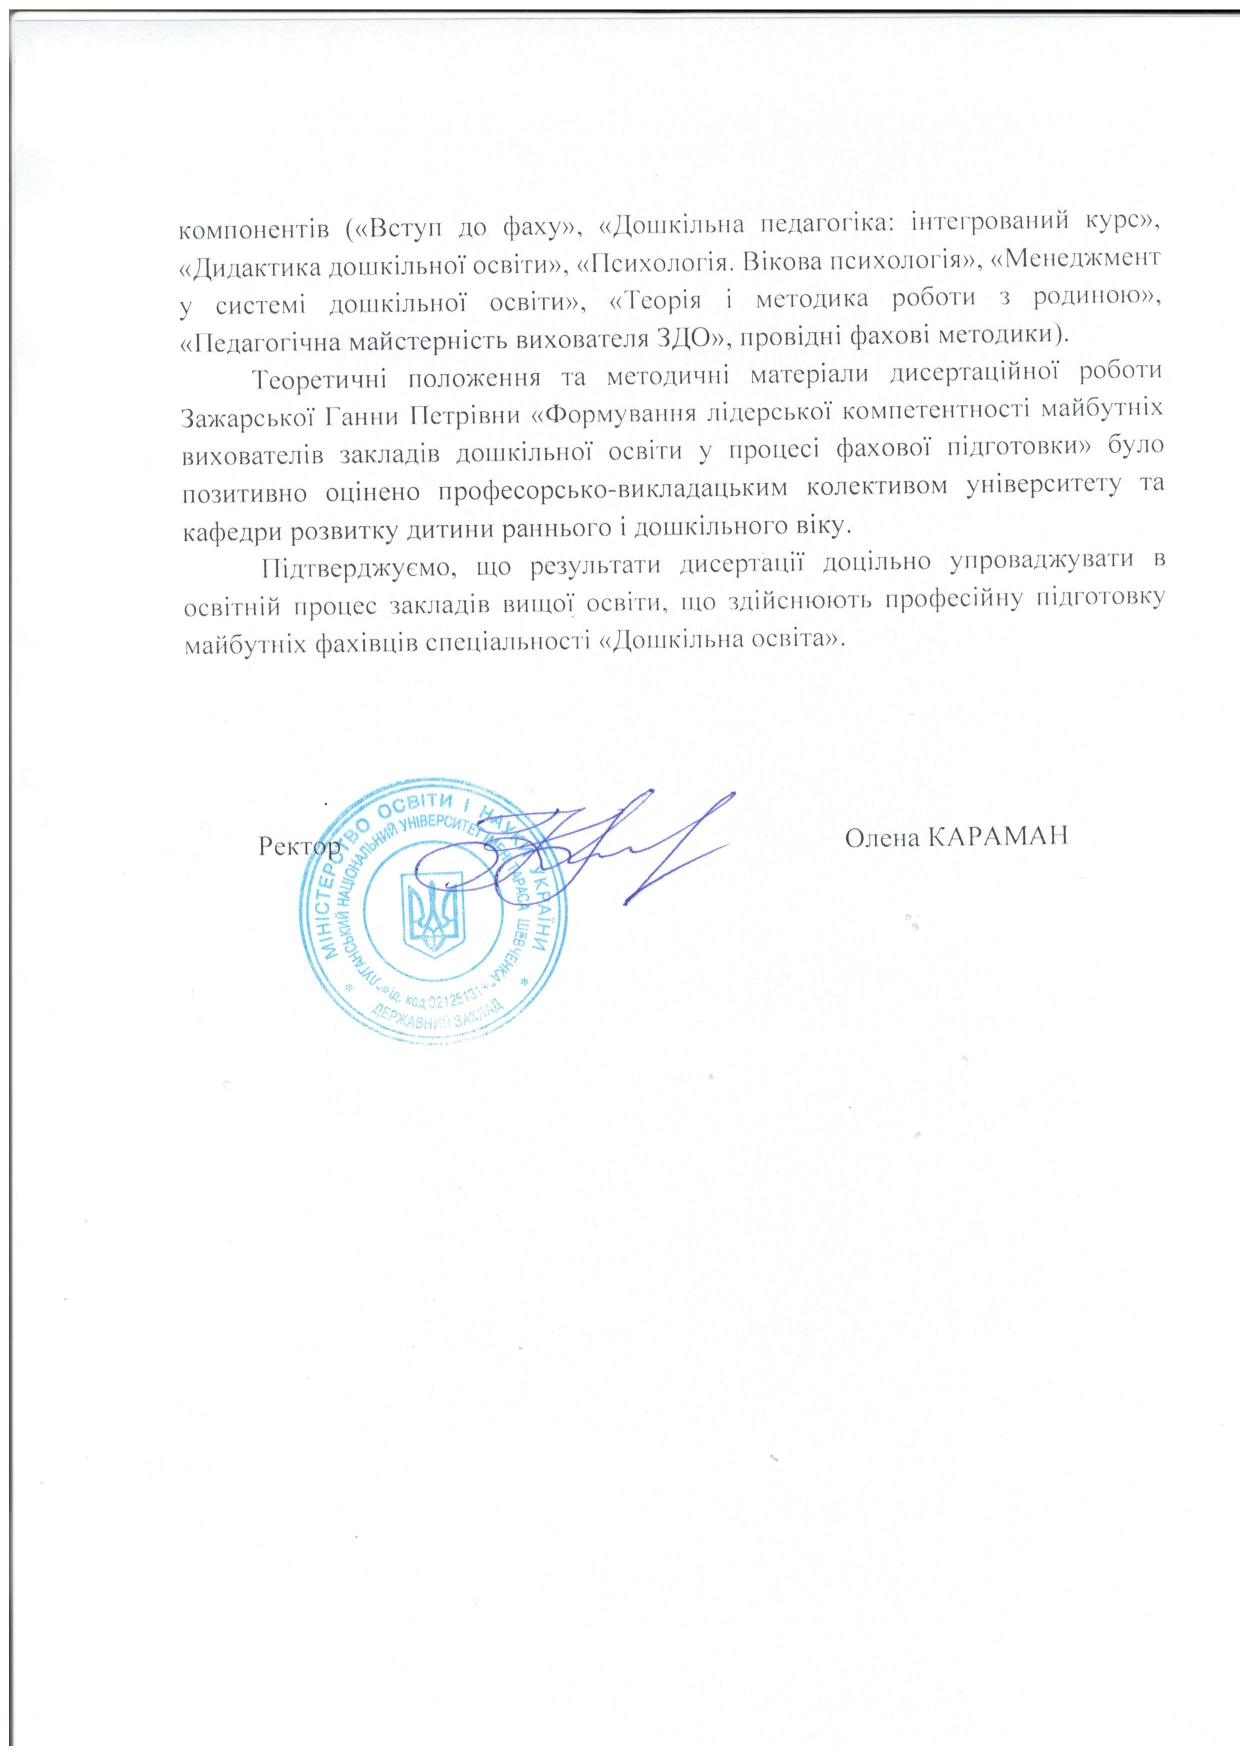 компонентів («Вступ до фаху», «Дошкільна педагогіка: інтегрований курс»,
«Дидактика дошкільної освіти», «Психологія. Вікова психологія», «Менеджмент
у системі дошкільної освіти», «Теорія і методика роботи з родиною»,
«Педагогічна майстерність вихователя ЗДО», провідні фахові методики).
Теоретичні положення та методичні матеріали дисертаційної роботи
Зажарської Ганни Петрівни «Формування лідерської компетентності майбутніх
вихователів закладів дошкільної освіти у процесі фахової підготовки» було
позитивно оцінено професорсько-викладацьким колективом університету та
кафедри розвитку дитини раннього і дошкільного віку.
Підтверджуємо, що результати дисертації доцільно упроваджувати в
освітній процес закладів вищої освіти, що здійснюють професійну підготовку
майбутніх фахівців спеціальності «Дошкільна освіта».
Ректор
Олена КАРАМАН
МІНІСТЕРСТВО ОСВІТИ І НАУКИ УКРАЇНИ
ЛУГАНСЬКИЙ НАЦІОНАЛЬНИЙ УНІВЕРСИТЕТ ІМЕНІ ТАРАСА ШЕВЧЕНКА
ід. код 02125131
ДЕРЖАВНИЙ ЗАКЛАД